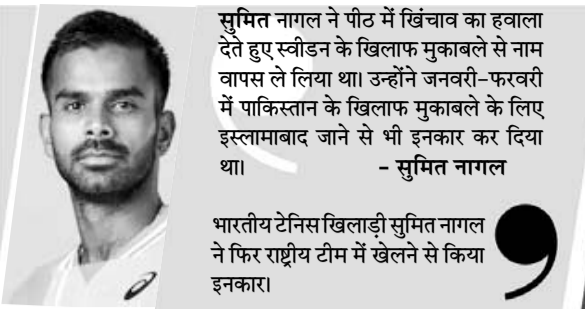 सुमित नागल ने पीठ में खिंचाव का हवाला
देते हुए स्वीडन के खिलाफ मुकाबले से नाम
वापस ले लिया था। उन्होंने जनवरी-फरवरी
में पाकिस्तान के खिलाफ मुकाबले के लिए
इस्लामाबाद जाने से भी इनकार कर दिया
था। - सुमित नागल
भारतीय टेनिस खिलाड़ी सुमित नागल
ने फिर राष्ट्रीय टीम में खेलने से किया
इनकार।